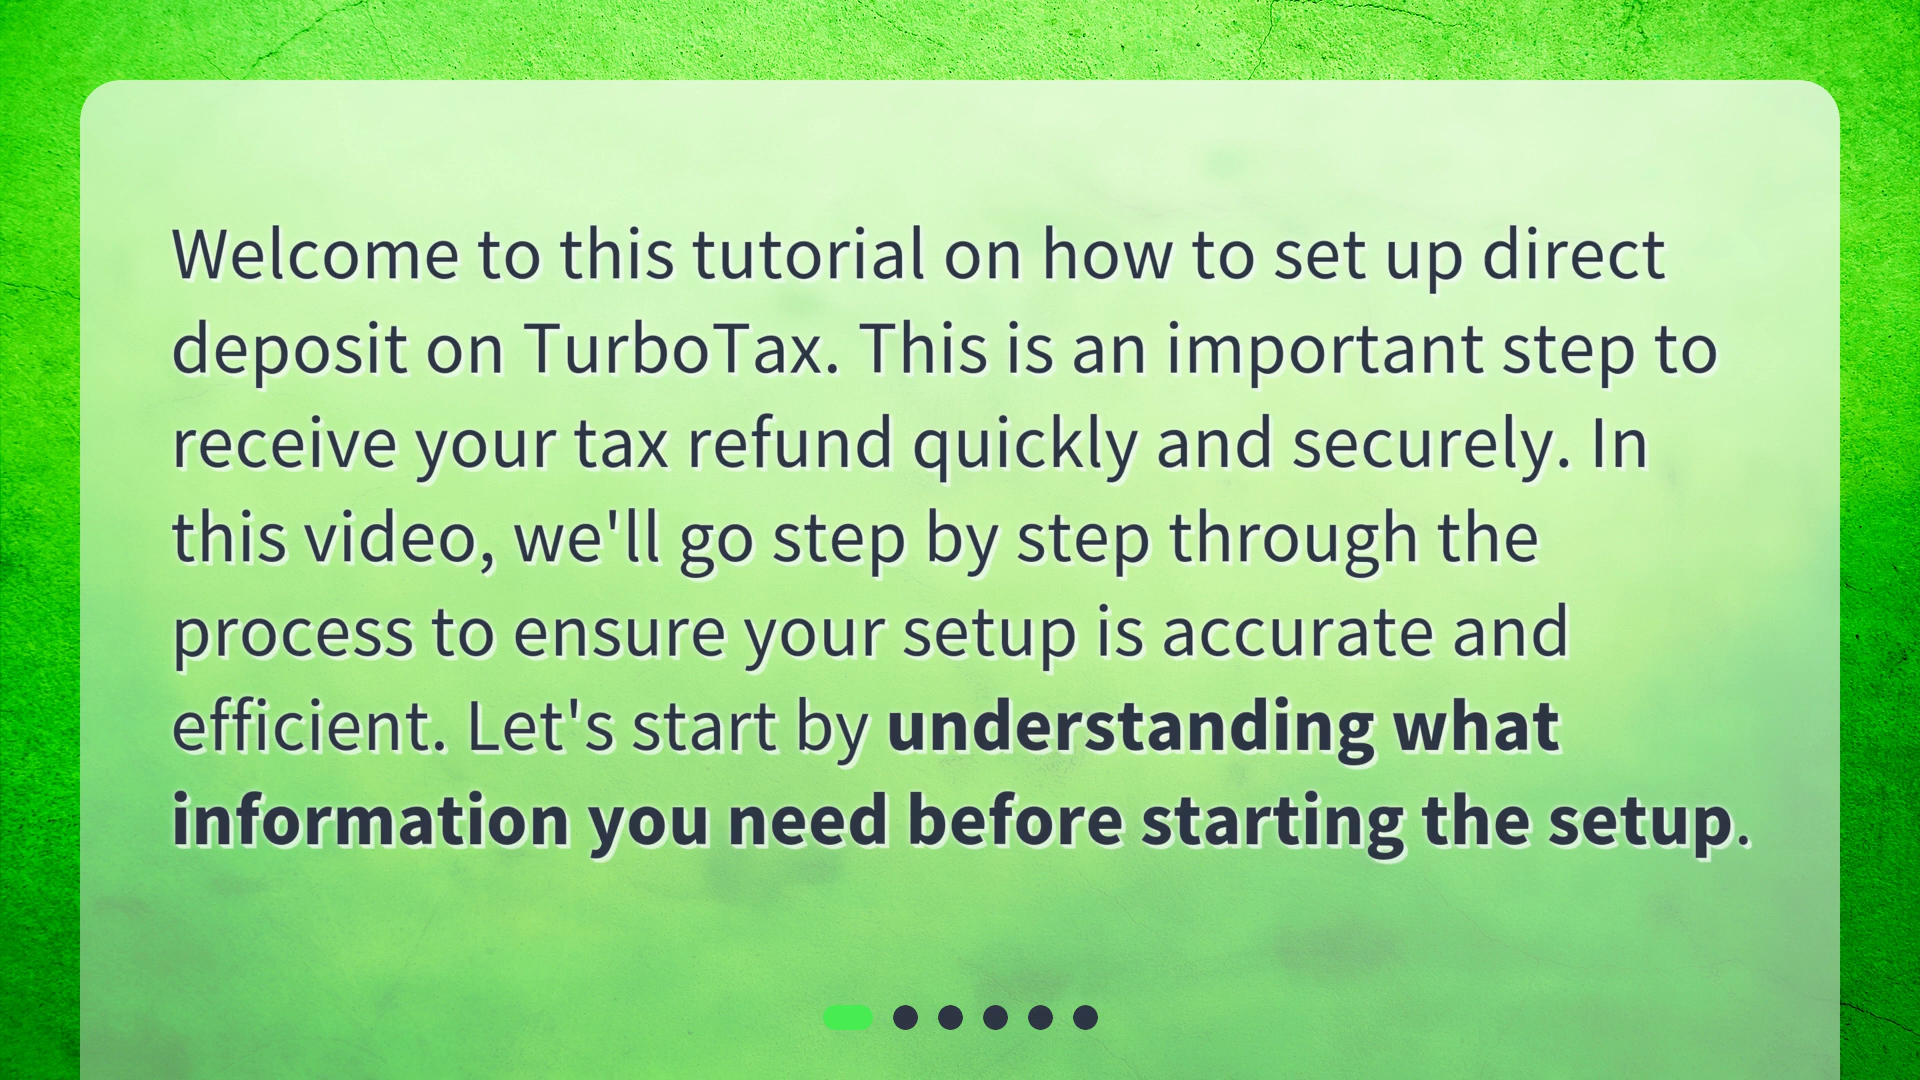 Welcome to this tutorial on how to set up direct
deposit on TurboTax. This is an important step to
receive your tax refund quickly and securely. In
this video, we'll go step by step through the
process to ensure your setup is accurate and
efficient. Let's start by understanding what
information you need before starting the setup.